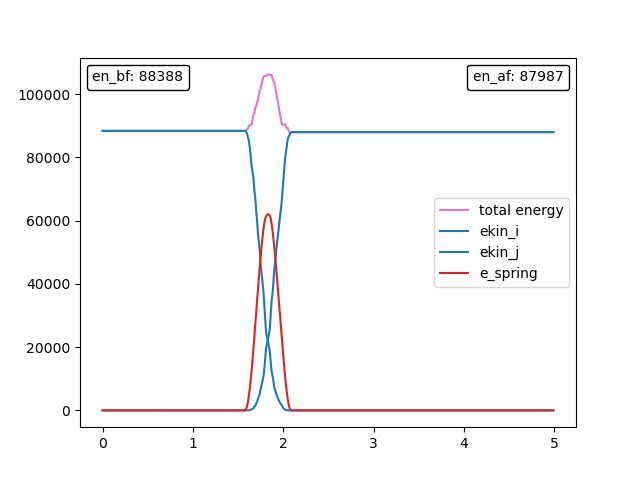 en_bf: 88388
en_af: 87987
100000
80000
60000
40000
20000
0
total energy
ekin_i
ekin_j
e_spring
0 1 2 3 4 5